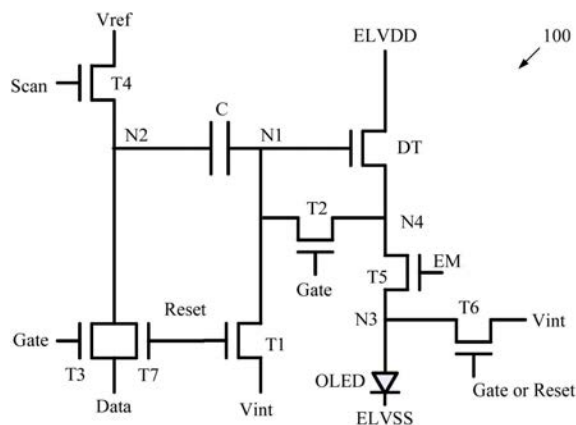 Vref
ELVDD
100
Scan
T4
C
N2
N1
DT
T2
N4
Gate
T5
EM
Reset
N3
T6
Vint
Gate
T3
T7
T1
OLED
Gate or Reset
Data
Vint
ELVSS